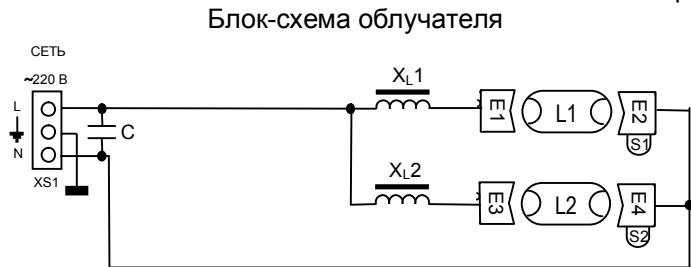 Блок-схема облучателя
СЕТЬ
~220 В
L
N
XS1
C
XL1
E1
L1
E2
S1
XL2
E3
L2
E4
S2